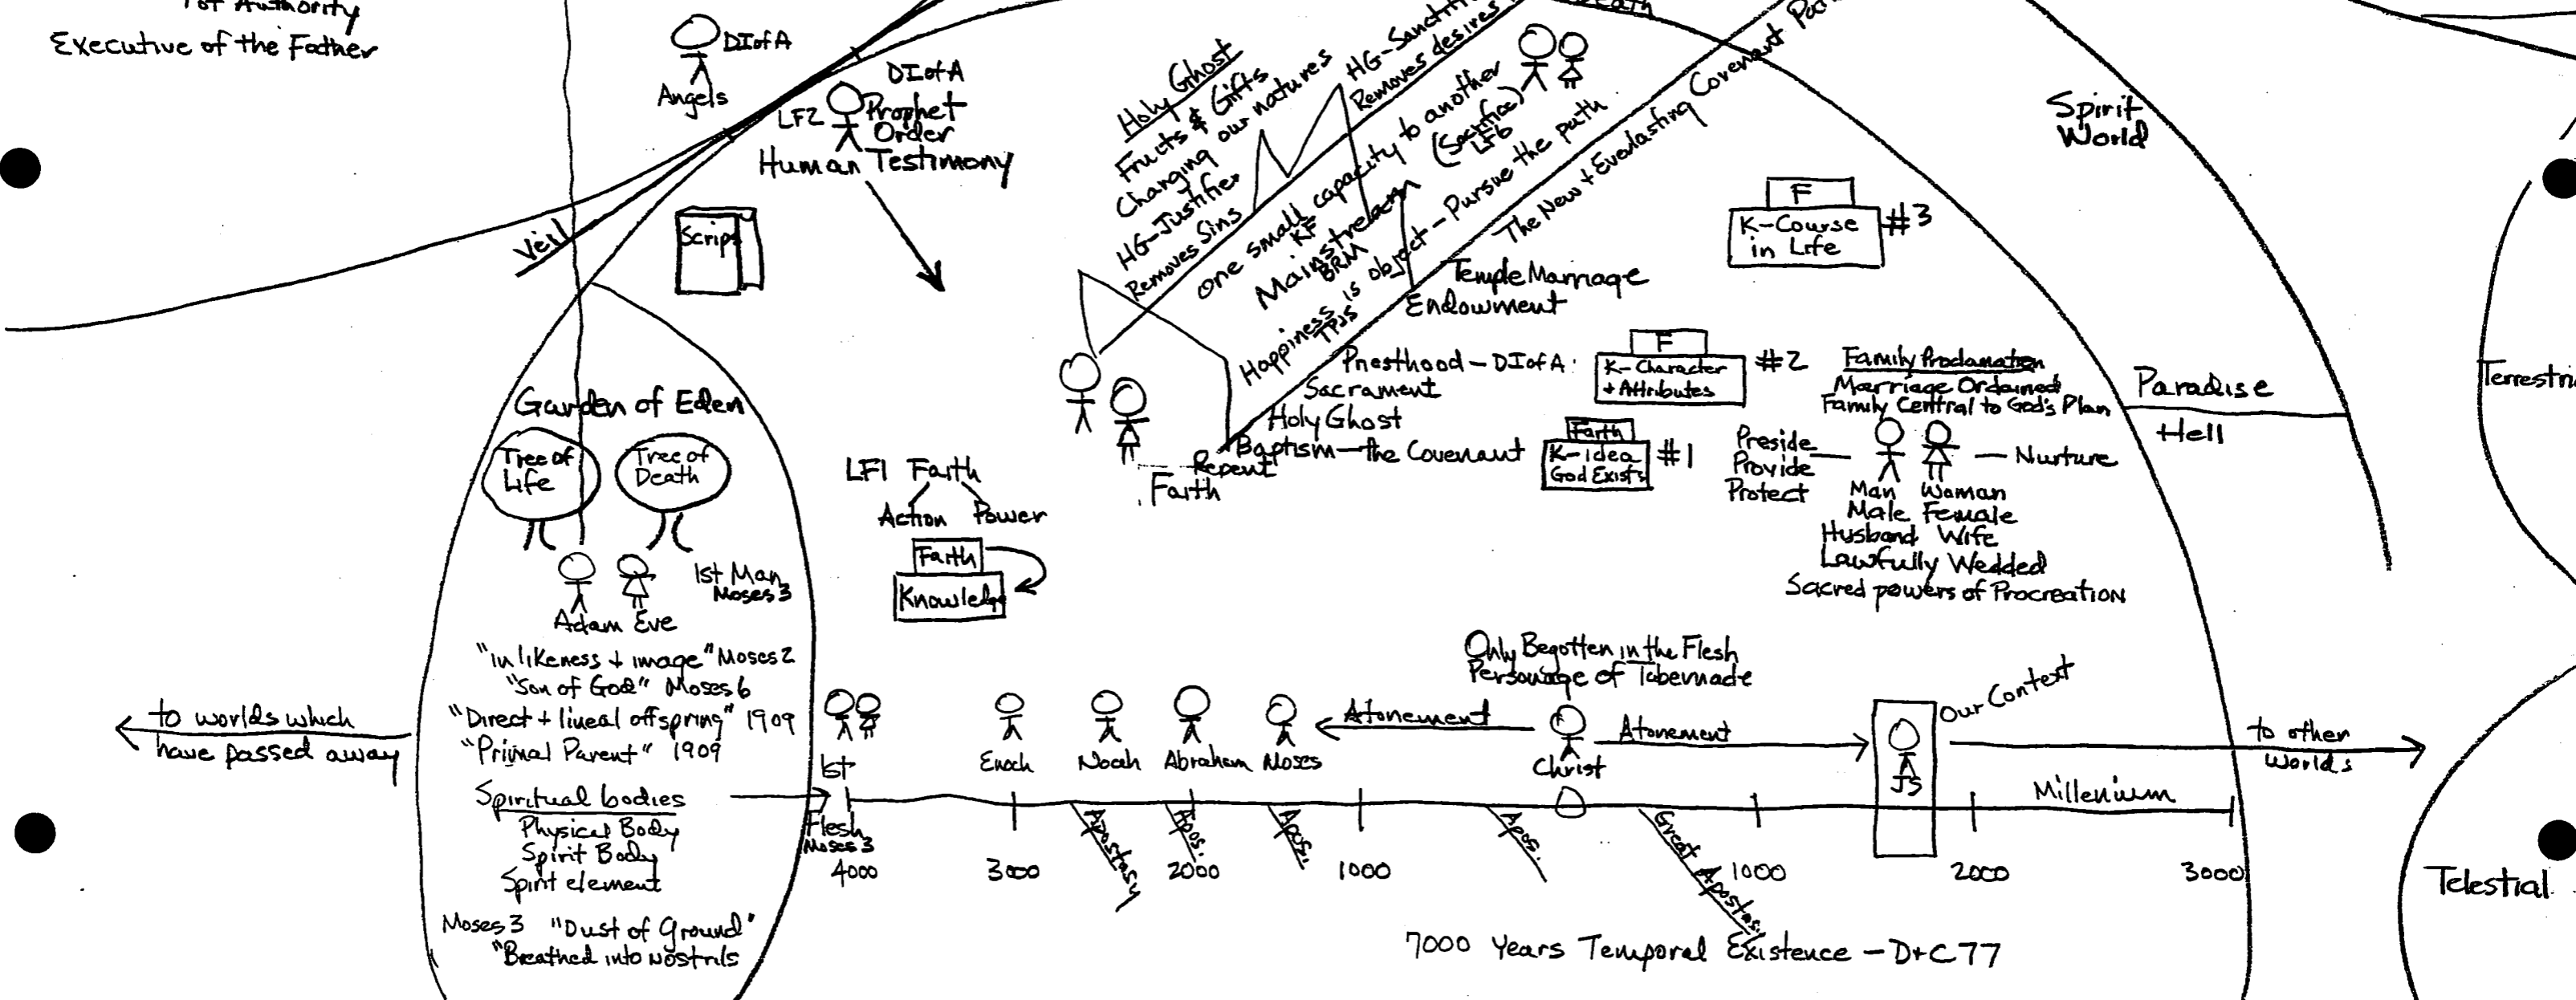 1st Authority
Executive of the Father
DIofA
Angels
DIofA
LF2 Prophet
Order
Human Testimony
Veil
Scrip
Holy Ghost
Fruits & Gifts
Changing our natures
HG-Justifier
Removes Sins
HG-Sanctifi
Removes desires
One small capacity to another
KF
(Sacrifice)
LF6
Mainstream
BRM
Happiness is object - Pursue the path
TPJS
The New + Everlasting Covenant Pat
Death
Spirit
World
F
K-Course
in Life
#3
Temple Marriage
Endowment
Priesthood - DIofA:
F
K-Character
+ Attributes
#2
Sacrament
Holy Ghost
Baptism - the Covenant
Faith
K-idea
God Exists
#1
Repent
Faith
Family Proclamation
Marriage Ordained
Family Central to God's Plan
Preside
Provide
Protect
Nurture
Man Woman
Male Female
Husband Wife
Lawfully Wedded
Sacred powers of Procreation
Paradise
Hell
Terrestri
Garden of Eden
Tree of
Life
Tree of
Death
1st Man
Moses 3
Adam Eve
"in likeness + image" Moses 2
"Son of God" Moses 6
"Direct + lineal offspring" 1909
"Primal Parent" 1909
Spiritual bodies
Physical Body
Spirit Body
Spirit element
Moses 3 "Dust of Ground"
"Breathed into nostrils
LF1 Faith
Action Power
Faith
Knowledge
to worlds which
have passed away
1st
Flesh
Moses 3
Enoch
Noah
Abraham
Moses
Atonement
Only Begotten in the Flesh
Personage of Tabernacle
Christ
Atonement
JS
Our Context
to other
worlds
Millenium
Apostasy
Apos.
Apos.
Apos.
Great Apostas.
4000
3000
2000
1000
1000
2000
3000
7000 Years Temporal Existence - D+C 77
Telestial